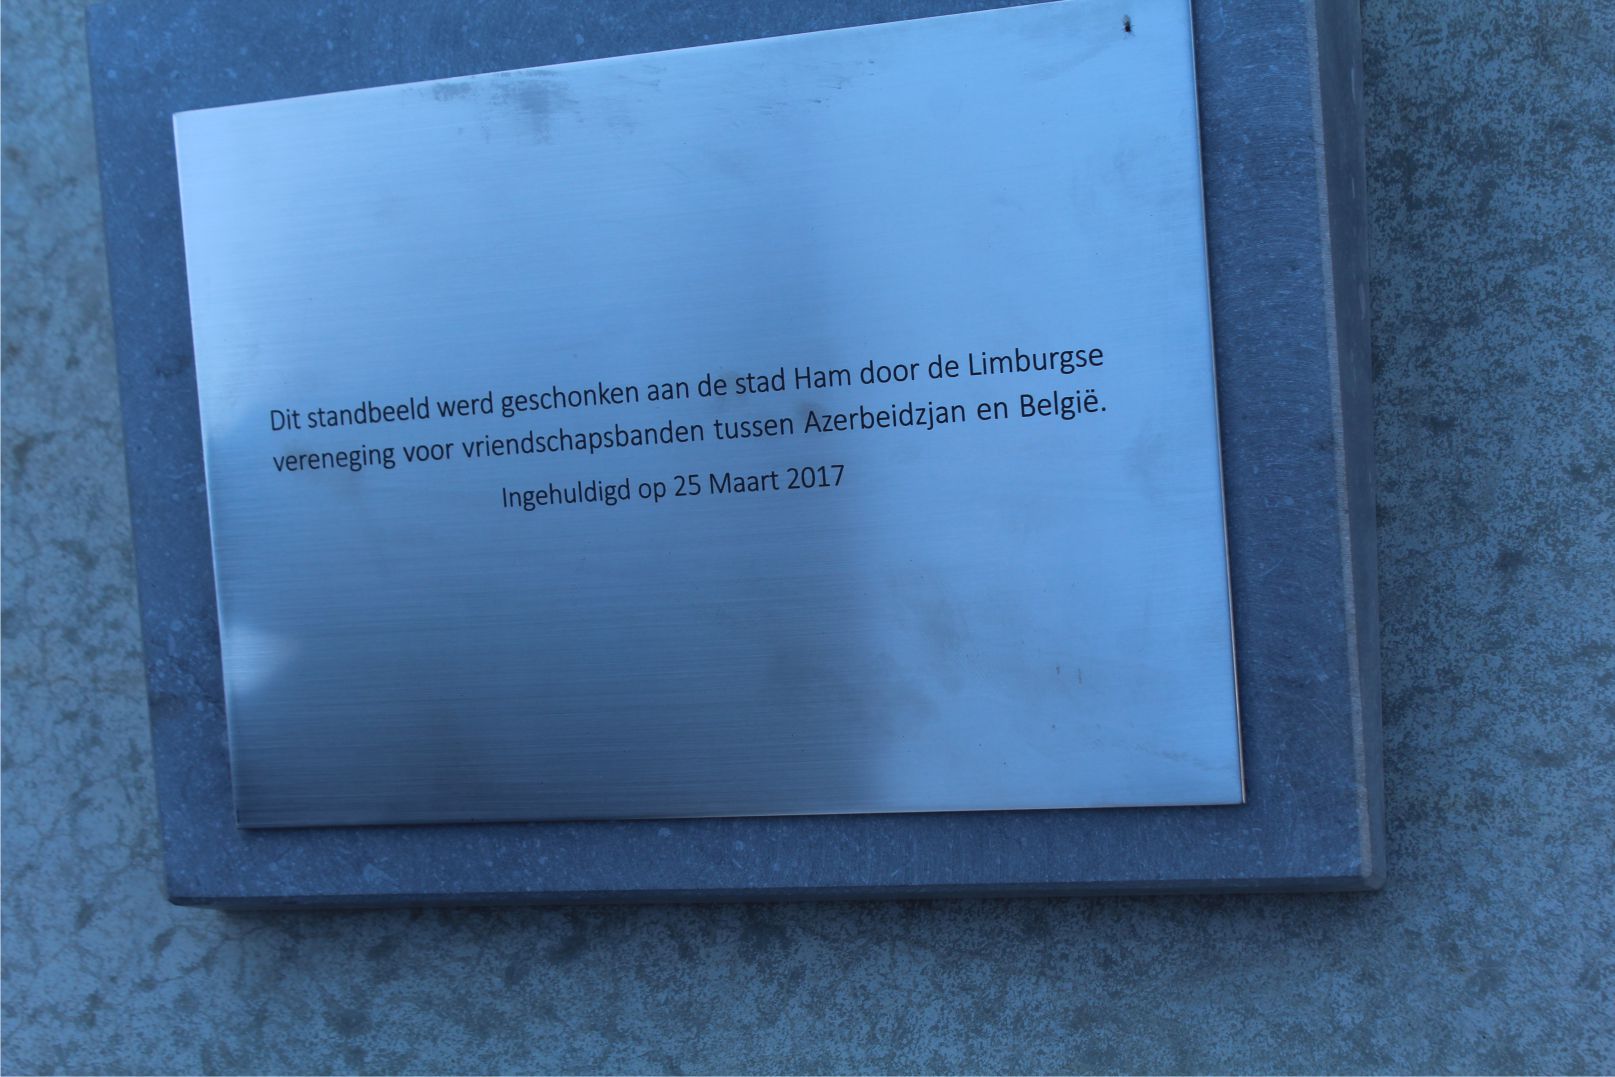 Dit standbeeld werd geschonken aan de stad Ham door de Limburgse
vereneging voor vriendschapsbanden tussen Azerbeidzjan en België.
Ingehuldigd op 25 Maart 2017